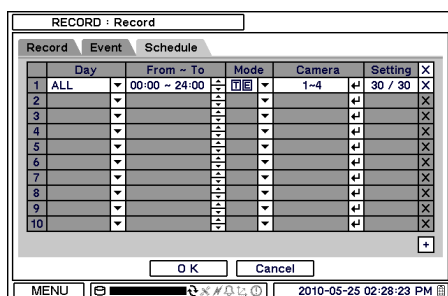 RECORD : Record
Record Event Schedule
Day From ~ To Mode Camera Setting X
1 ALL 00:00 ~ 24:00 T E 1~4 30 / 30 X
2 X
3 X
4 X
5 X
6 X
7 X
8 X
9 X
10 X
+
O K Cancel
MENU 2010-05-25 02:28:23 PM